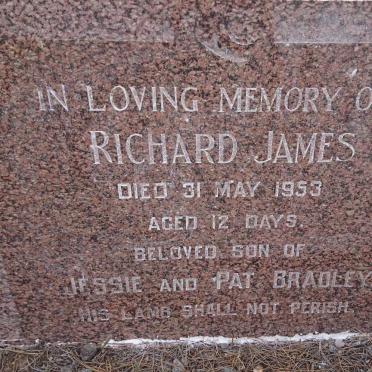 IN LOVING MEMORY O
RICHARD JAMES
DIED 31 MAY 1953
AGED 12 DAYS.
BELOVED SON OF
JESSIE AND PAT BRADLEY
HIS LAMB SHALL NOT PERISH.